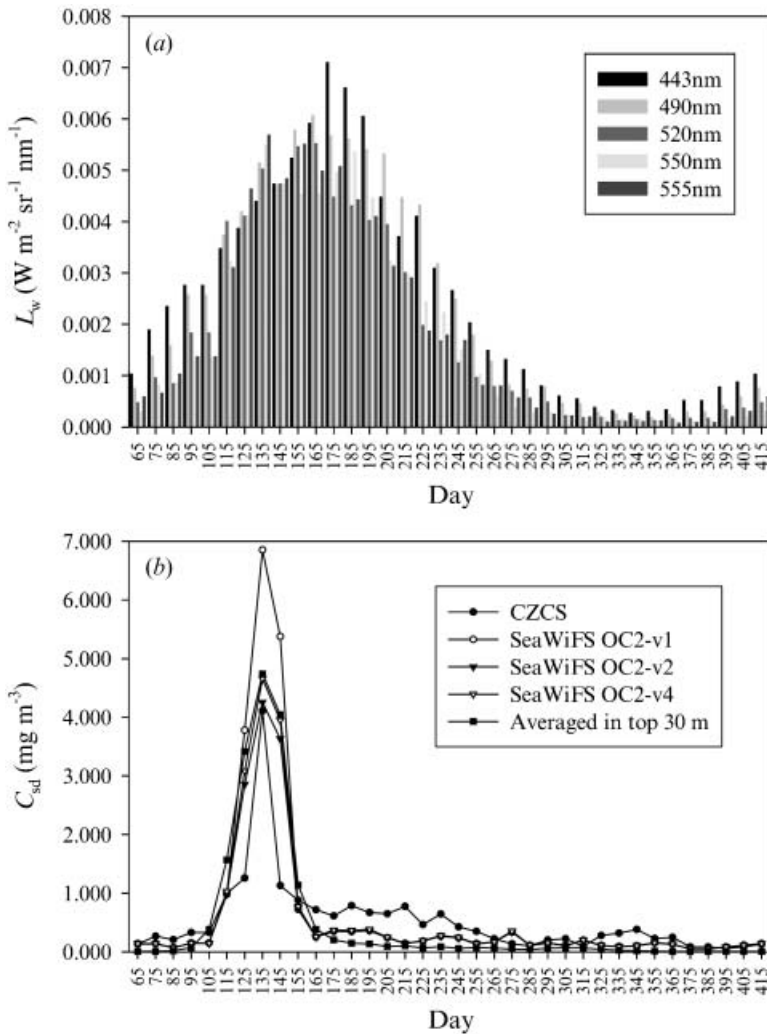 (a)
0.008
0.007
0.006
0.005
0.004
0.003
0.002
0.001
0.000
L_w (W m⁻² sr⁻¹ nm⁻¹)
443nm
490nm
520nm
550nm
555nm
65 75 85 95 105 115 125 135 145 155 165 175 185 195 205 215 225 235 245 255 265 275 285 295 305 315 325 335 345 355 365 375 385 395 405 415
Day
(b)
7.000
6.000
5.000
4.000
3.000
2.000
1.000
0.000
C_sd (mg m⁻³)
CZCS
SeaWiFS OC2-v1
SeaWiFS OC2-v2
SeaWiFS OC2-v4
Averaged in top 30 m
65 75 85 95 105 115 125 135 145 155 165 175 185 195 205 215 225 235 245 255 265 275 285 295 305 315 325 335 345 355 365 375 385 395 405 415
Day